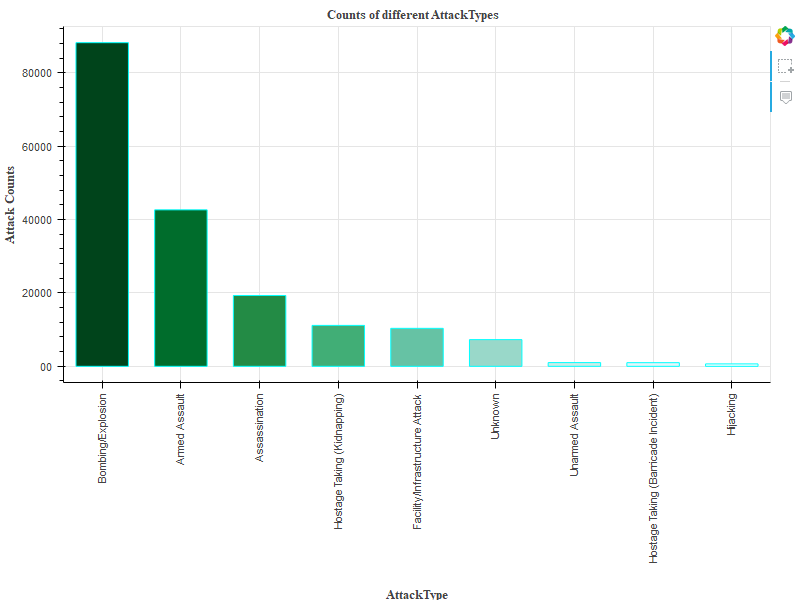 Counts of different AttackTypes
Attack Counts
80000
60000
40000
20000
00
Bombing/Explosion
Armed Assault
Assassination
Hostage Taking (Kidnapping)
Facility/Infrastructure Attack
Unknown
Unarmed Assault
Hostage Taking (Barricade Incident)
Hijacking
AttackType